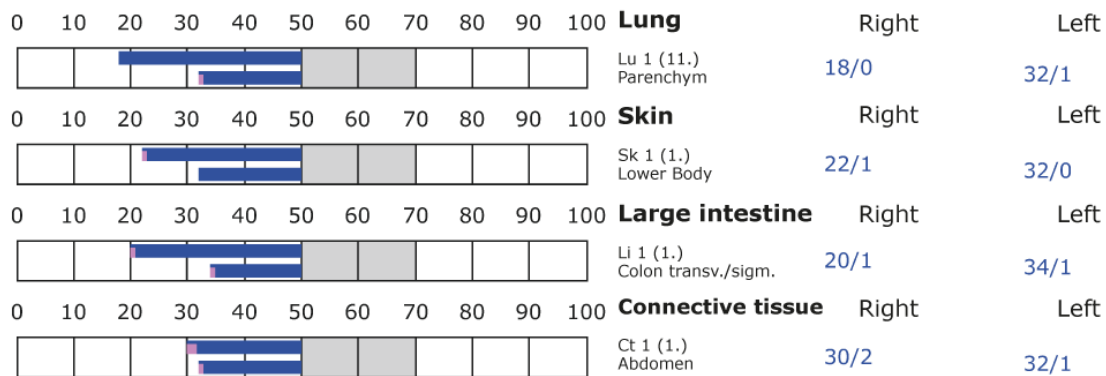 0 10 20 30 40 50 60 70 80 90 100 Lung Right Left
Lu 1 (11.) 18/0 32/1
Parenchym
0 10 20 30 40 50 60 70 80 90 100 Skin Right Left
Sk 1 (1.) 22/1 32/0
Lower Body
0 10 20 30 40 50 60 70 80 90 100 Large intestine Right Left
Li 1 (1.) 20/1 34/1
Colon transv./sigm.
0 10 20 30 40 50 60 70 80 90 100 Connective tissue Right Left
Ct 1 (1.) 30/2 32/1
Abdomen